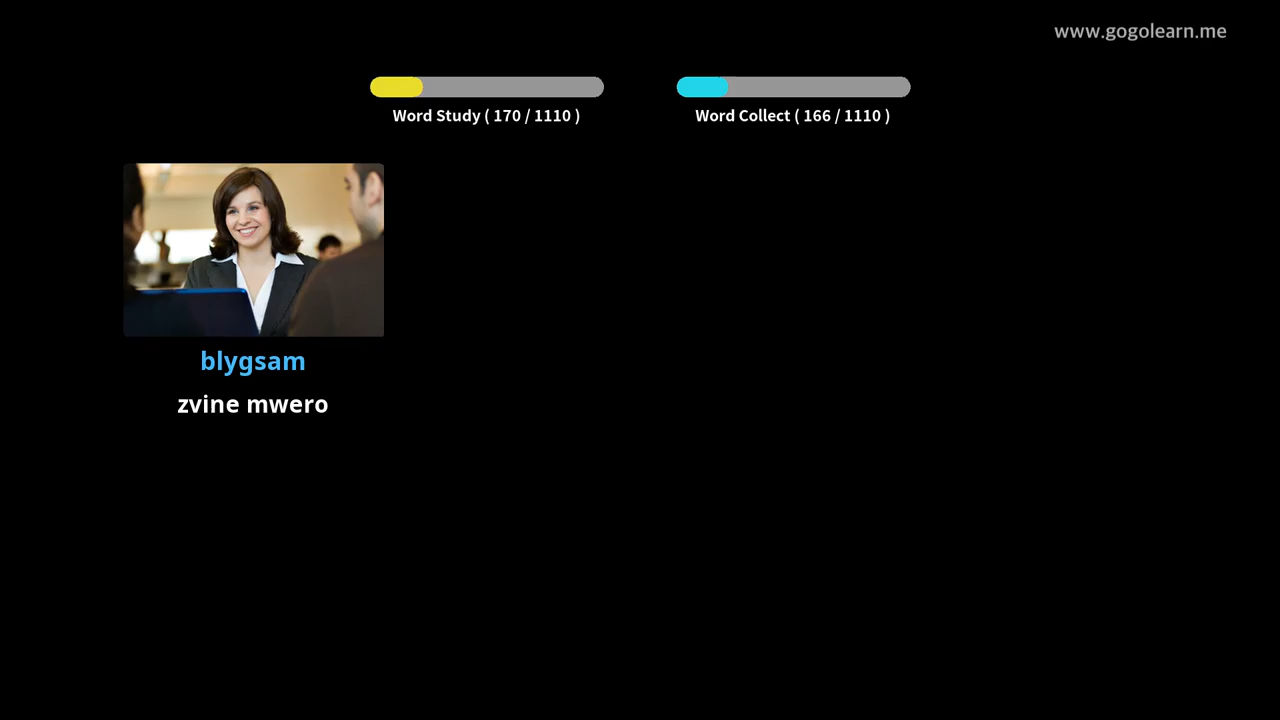 www.gogolearn.me
Word Study ( 170 / 1110 )
Word Collect ( 166 / 1110 )
blygsam
zvine mwero